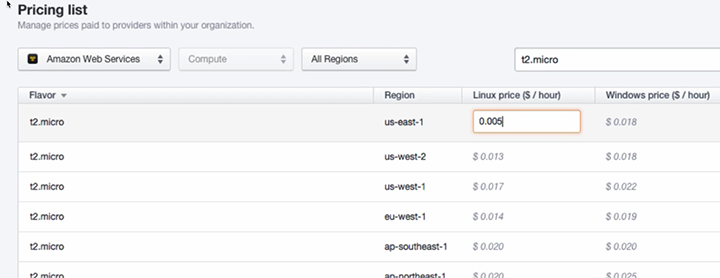 Pricing list
Manage prices paid to providers within your organization.
Amazon Web Services Compute All Regions t2.micro
Flavor Region Linux price ($ / hour) Windows price ($ / hour)
t2.micro us-east-1 0.005 $ 0.018
t2.micro us-west-2 $ 0.013 $ 0.018
t2.micro us-west-1 $ 0.017 $ 0.022
t2.micro eu-west-1 $ 0.014 $ 0.019
t2.micro ap-southeast-1 $ 0.020 $ 0.020
t2.micro ap-northeast-1 $ 0.020 $ 0.025